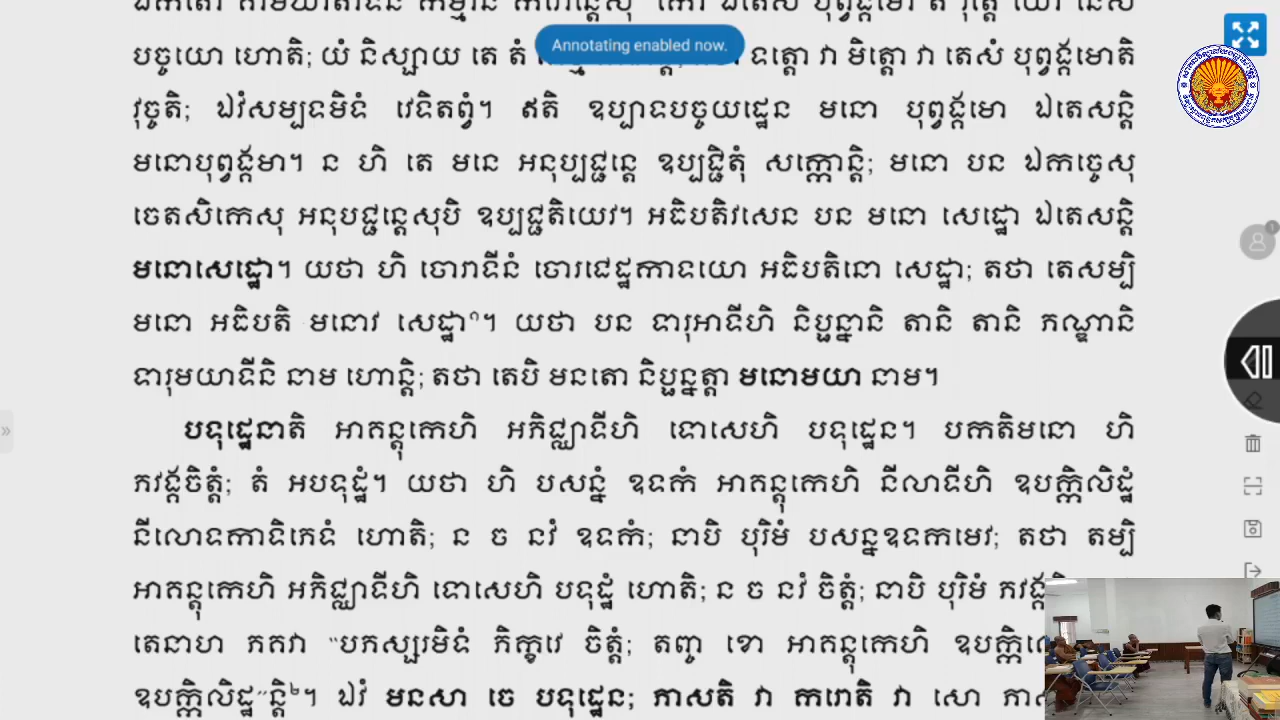 បច្ចយោ ហោតិ; យំ និស្សាយ តេ តំ ទត្តោ វា មិត្តោ វា តេសំ បុព្វង្គមោតិ
Annotating enabled now.
វុច្ចតិ; ឯវំសម្បទមិទំ វេទិតព្វំ។ ឥតិ ឧប្បាទបច្ចយដ្ឋេន មនោ បុព្វង្គមោ ឯតេសន្តិ
មនោបុព្វង្គមា។ ន ហិ តេ មនេ អនុប្បជ្ជន្តេ ឧប្បជ្ជិតុំ សក្កោន្តិ; មនោ បន ឯកច្ចេសុ
ចេតសិកេសុ អនុបជ្ជន្តេសុបិ ឧប្បជ្ជតិយេវ។ អធិបតិវសេន បន មនោ សេដ្ឋោ ឯតេសន្តិ
មនោសេដ្ឋា។ យថា ហិ ចោរាទីនំ ចោរជេដ្ឋកាទយោ អធិបតិនោ សេដ្ឋា; តថា តេសម្បិ
មនោ អធិបតិ មនោវ សេដ្ឋា១។ យថា បន ទារុអាទីហិ និប្ផន្នានិ តានិ តានិ ភណ្ឌានិ
ទារុមយាទីនិ នាម ហោន្តិ; តថា តេបិ មនតោ និប្ផន្នត្តា មនោមយា នាម។
បទុដ្ឋេនាតិ អាគន្តុកេហិ អភិជ្ឈាទីហិ ទោសេហិ បទុដ្ឋេន។ បកតិមនោ ហិ
ភវង្គចិត្តំ; តំ អបទុដ្ឋំ។ យថា ហិ បសន្នំ ឧទកំ អាគន្តុកេហិ នីលាទីហិ ឧបក្កិលិដ្ឋំ
នីលោទកាទិភេទំ ហោតិ; ន ច នវំ ឧទកំ; នាបិ បុរិមំ បសន្នឧទកមេវ; តថា តម្បិ
អាគន្តុកេហិ អភិជ្ឈាទីហិ ទោសេហិ បទុដ្ឋំ ហោតិ; ន ច នវំ ចិត្តំ; នាបិ បុរិមំ
តេនាហ ភគវា “បភស្សរមិទំ ភិក្ខវេ ចិត្តំ; តញ្ច ខោ អាគន្តុកេហិ
ឧបក្កិលិដ្ឋ”ន្តិ២។ ឯវំ មនសា ចេ បទុដ្ឋេន; ភាសតិ វា ករោតិ វា សោ